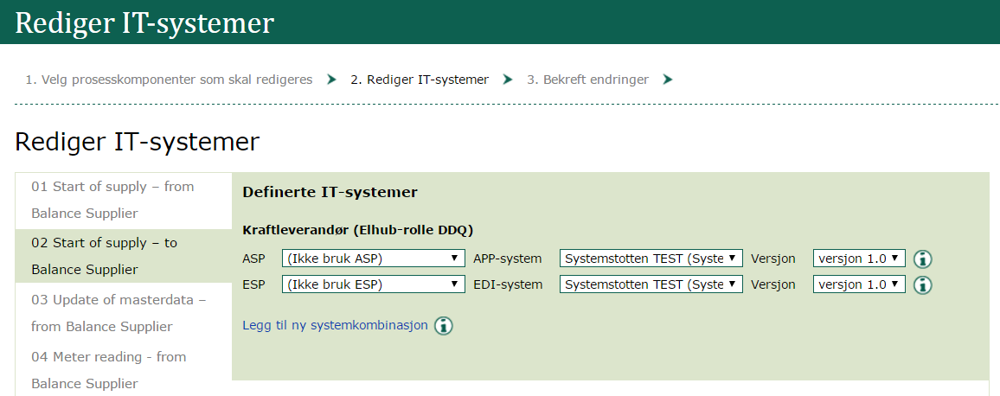 Rediger IT-systemer
1. Velg prosesskomponenter som skal redigeres 2. Rediger IT-systemer 3. Bekreft endringer
Rediger IT-systemer
01 Start of supply – from
Balance Supplier
02 Start of supply – to
Balance Supplier
03 Update of masterdata –
from Balance Supplier
04 Meter reading - from
Balance Supplier
Definerte IT-systemer
Kraftleverandør (Elhub-rolle DDQ)
ASP (Ikke bruk ASP) APP-system Systemstotten TEST (Syste Versjon versjon 1.0
ESP (Ikke bruk ESP) EDI-system Systemstotten TEST (Syste Versjon versjon 1.0
Legg til ny systemkombinasjon